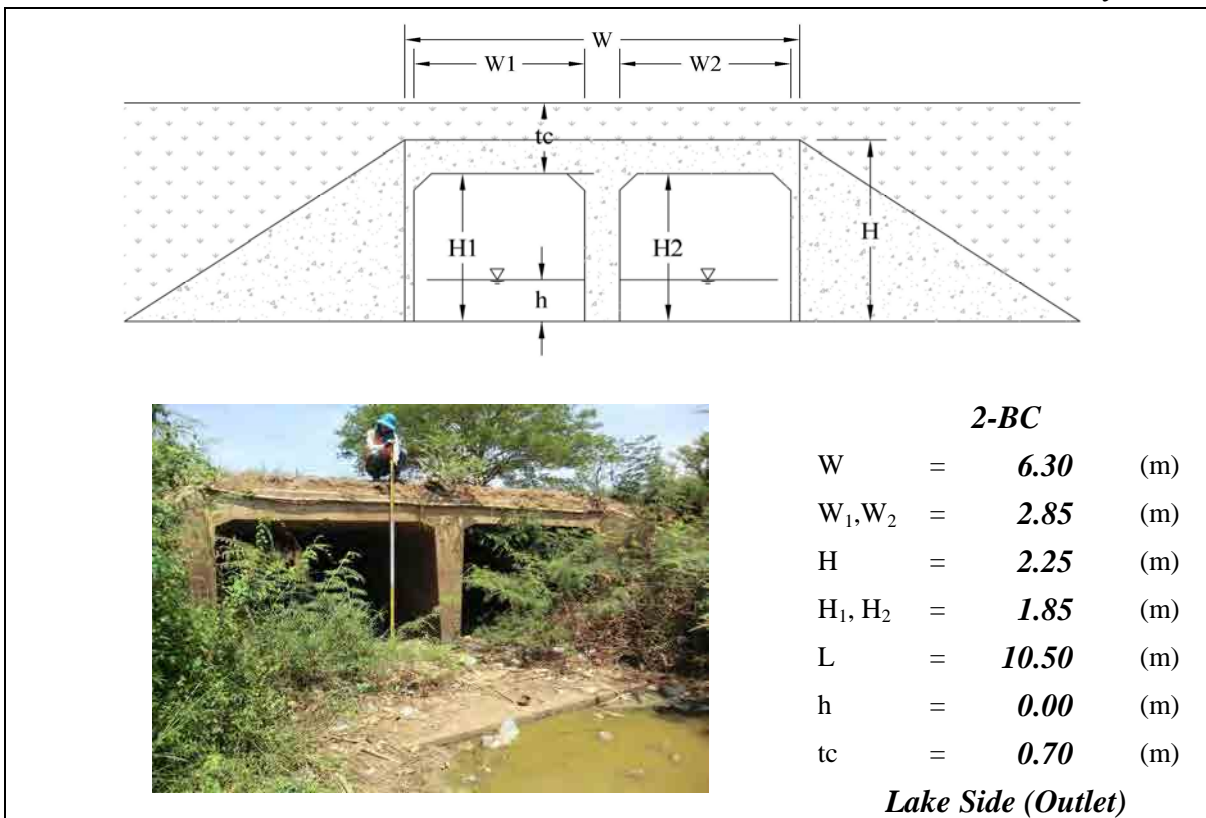 W
W1 W2
tc
H1 H2 H
h
2-BC
W = 6.30 (m)
W₁,W₂ = 2.85 (m)
H = 2.25 (m)
H₁, H₂ = 1.85 (m)
L = 10.50 (m)
h = 0.00 (m)
tc = 0.70 (m)
Lake Side (Outlet)